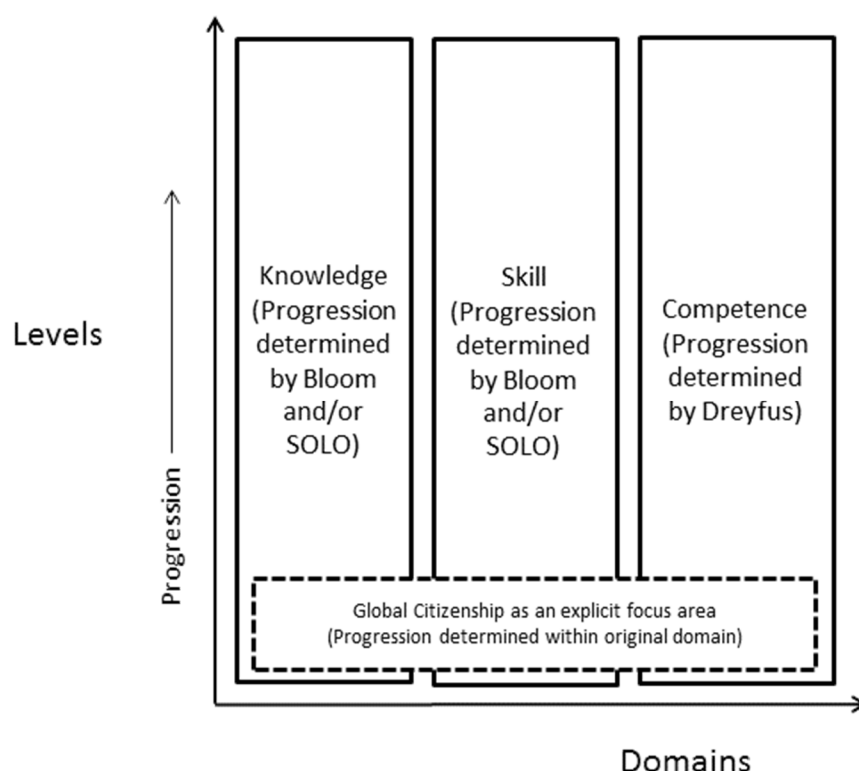 Levels
Progression
Knowledge
(Progression
determined
by Bloom
and/or
SOLO)
Skill
(Progression
determined
by Bloom
and/or
SOLO)
Competence
(Progression
determined
by Dreyfus)
Global Citizenship as an explicit focus area
(Progression determined within original domain)
Domains